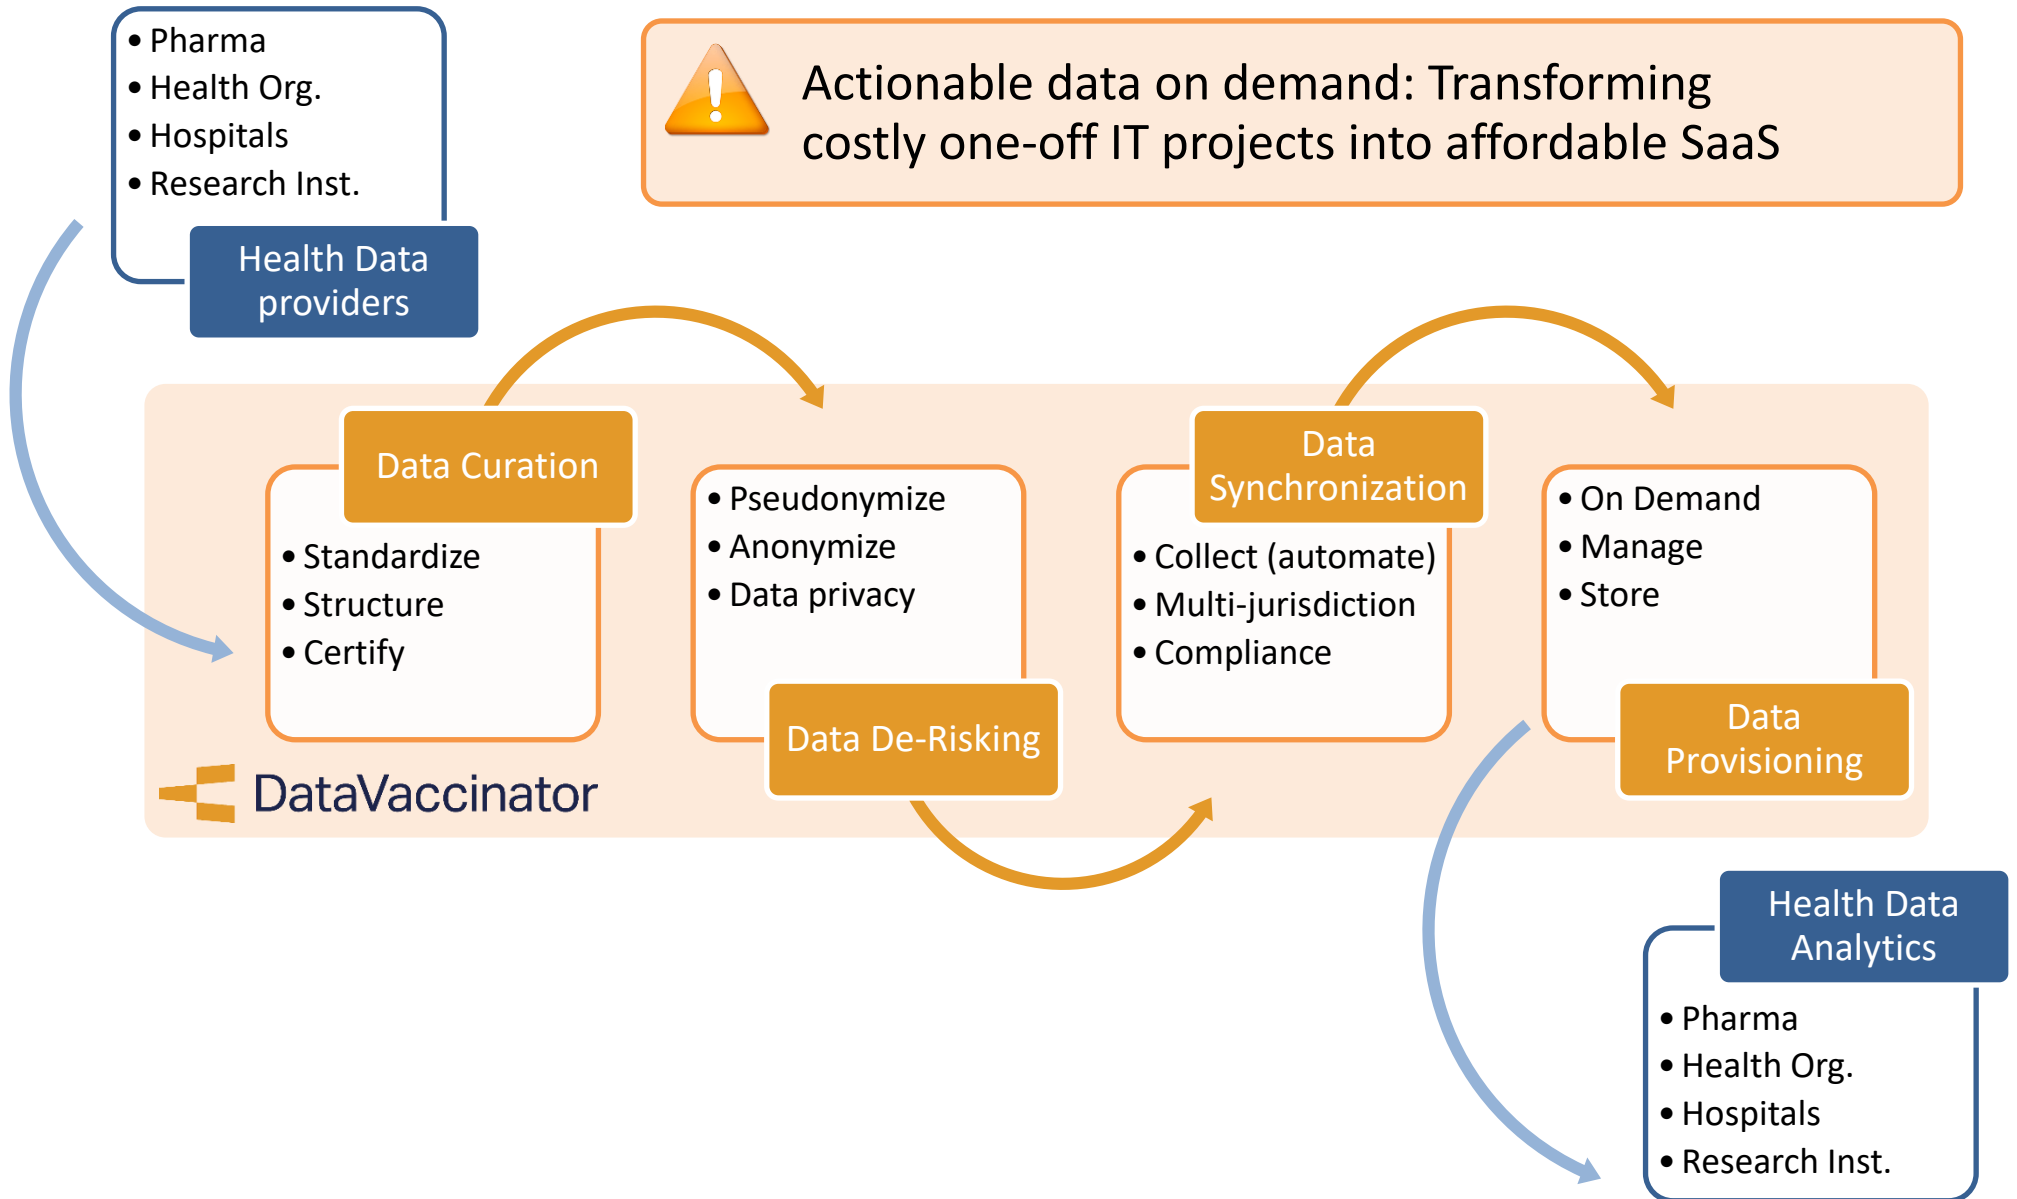 • Pharma
• Health Org.
• Hospitals
• Research Inst.
Health Data
providers
Actionable data on demand: Transforming
costly one-off IT projects into affordable SaaS
Data Curation
• Standardize
• Structure
• Certify
• Pseudonymize
• Anonymize
• Data privacy
Data De-Risking
Data
Synchronization
• Collect (automate)
• Multi-jurisdiction
• Compliance
• On Demand
• Manage
• Store
Data
Provisioning
DataVaccinator
Health Data
Analytics
• Pharma
• Health Org.
• Hospitals
• Research Inst.